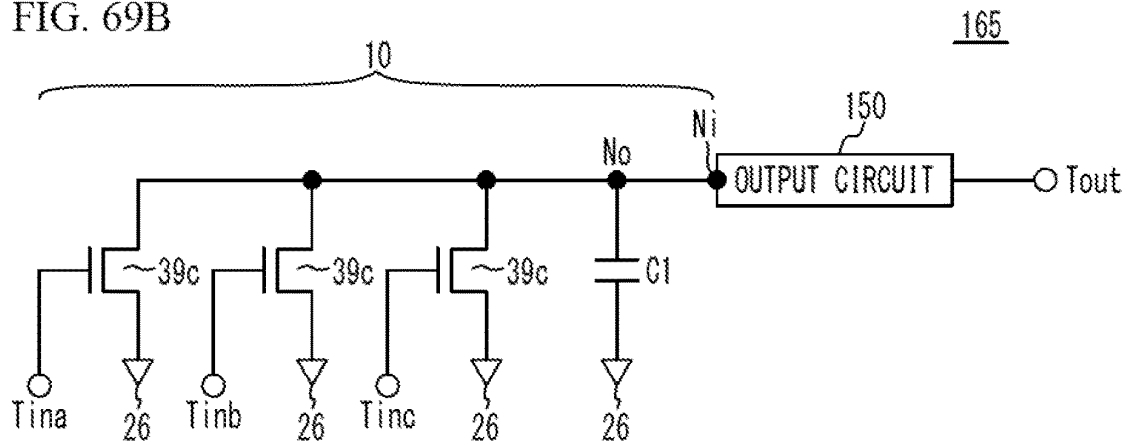 FIG. 69B
165
10
150
Ni
No
OUTPUT CIRCUIT
Tout
39c
39c
39c
C1
Tina
26
Tinb
26
Tinc
26
26